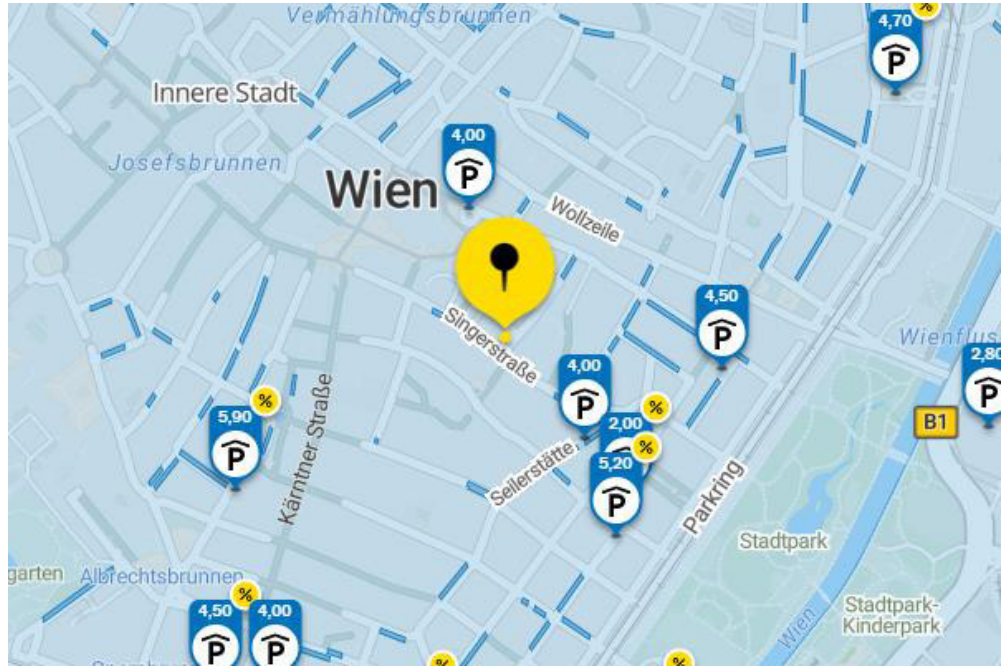 Vermählungsbrunnen
%
4,70
P
Innere Stadt
4,00
P
Josefsbrunnen
Wien
Wollzeile
4,50
P
Singerstraße
Wienflus
2,80
P
4,00
P
%
5,90
P
%
2,00
%
B1
5,20
P
Kärntner Straße
Seilerstätte
Parkring
Stadtpark
garten
Albrechtsbrunnen
%
4,50
P
4,00
P
Stadtpark-
Kinderpark
Wien
%
%